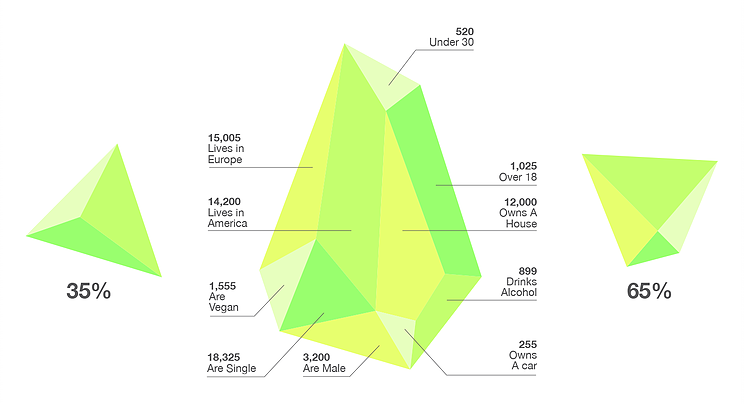 520
Under 30
15,005
Lives in
Europe
1,025
Over 18
14,200
Lives in
America
12,000
Owns A
House
35%
1,555
Are
Vegan
899
Drinks
Alcohol
65%
18,325
Are Single
3,200
Are Male
255
Owns
A car